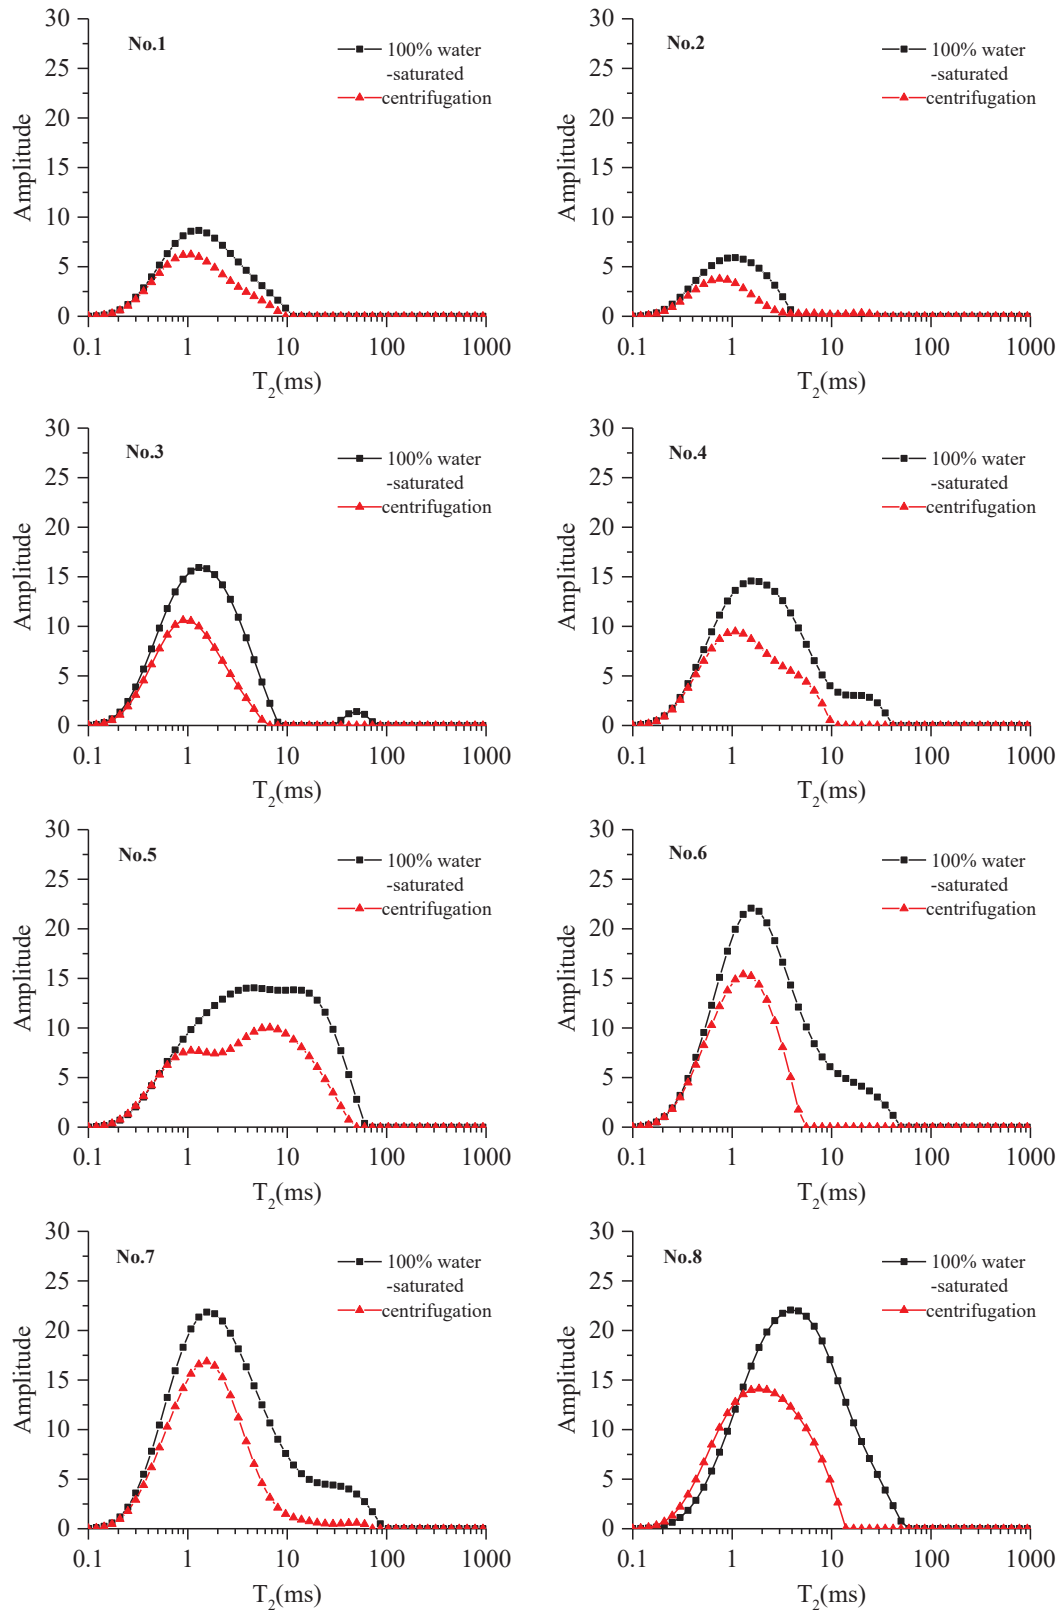 No.1
100% water
-saturated
centrifugation
30
25
20
15
10
5
0
Amplitude
0.1 1 10 100 1000
T2(ms)
No.2
100% water
-saturated
centrifugation
30
25
20
15
10
5
0
Amplitude
0.1 1 10 100 1000
T2(ms)
No.3
100% water
-saturated
centrifugation
30
25
20
15
10
5
0
Amplitude
0.1 1 10 100 1000
T2(ms)
No.4
100% water
-saturated
centrifugation
30
25
20
15
10
5
0
Amplitude
0.1 1 10 100 1000
T2(ms)
No.5
100% water
-saturated
centrifugation
30
25
20
15
10
5
0
Amplitude
0.1 1 10 100 1000
T2(ms)
No.6
100% water
-saturated
centrifugation
30
25
20
15
10
5
0
Amplitude
0.1 1 10 100 1000
T2(ms)
No.7
100% water
-saturated
centrifugation
30
25
20
15
10
5
0
Amplitude
0.1 1 10 100 1000
T2(ms)
No.8
100% water
-saturated
centrifugation
30
25
20
15
10
5
0
Amplitude
0.1 1 10 100 1000
T2(ms)